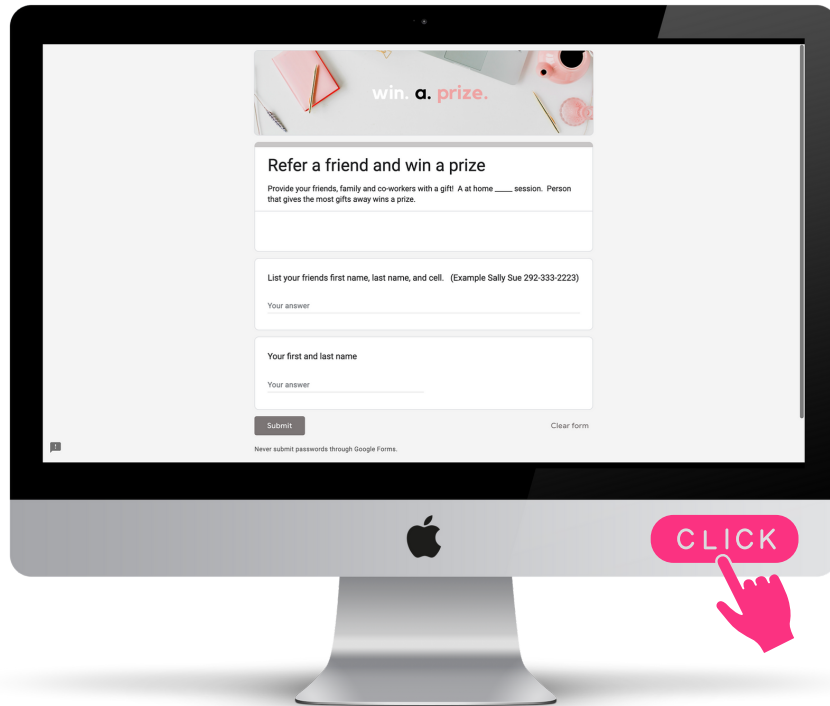 win. a. prize.
Refer a friend and win a prize
Provide your friends, family and co-workers with a gift! A at home ____ session. Person
that gives the most gifts away wins a prize.
List your friends first name, last name, and cell. (Example Sally Sue 292-333-2223)
Your answer
Your first and last name
Your answer
Submit
Clear form
Never submit passwords through Google Forms.
CLICK